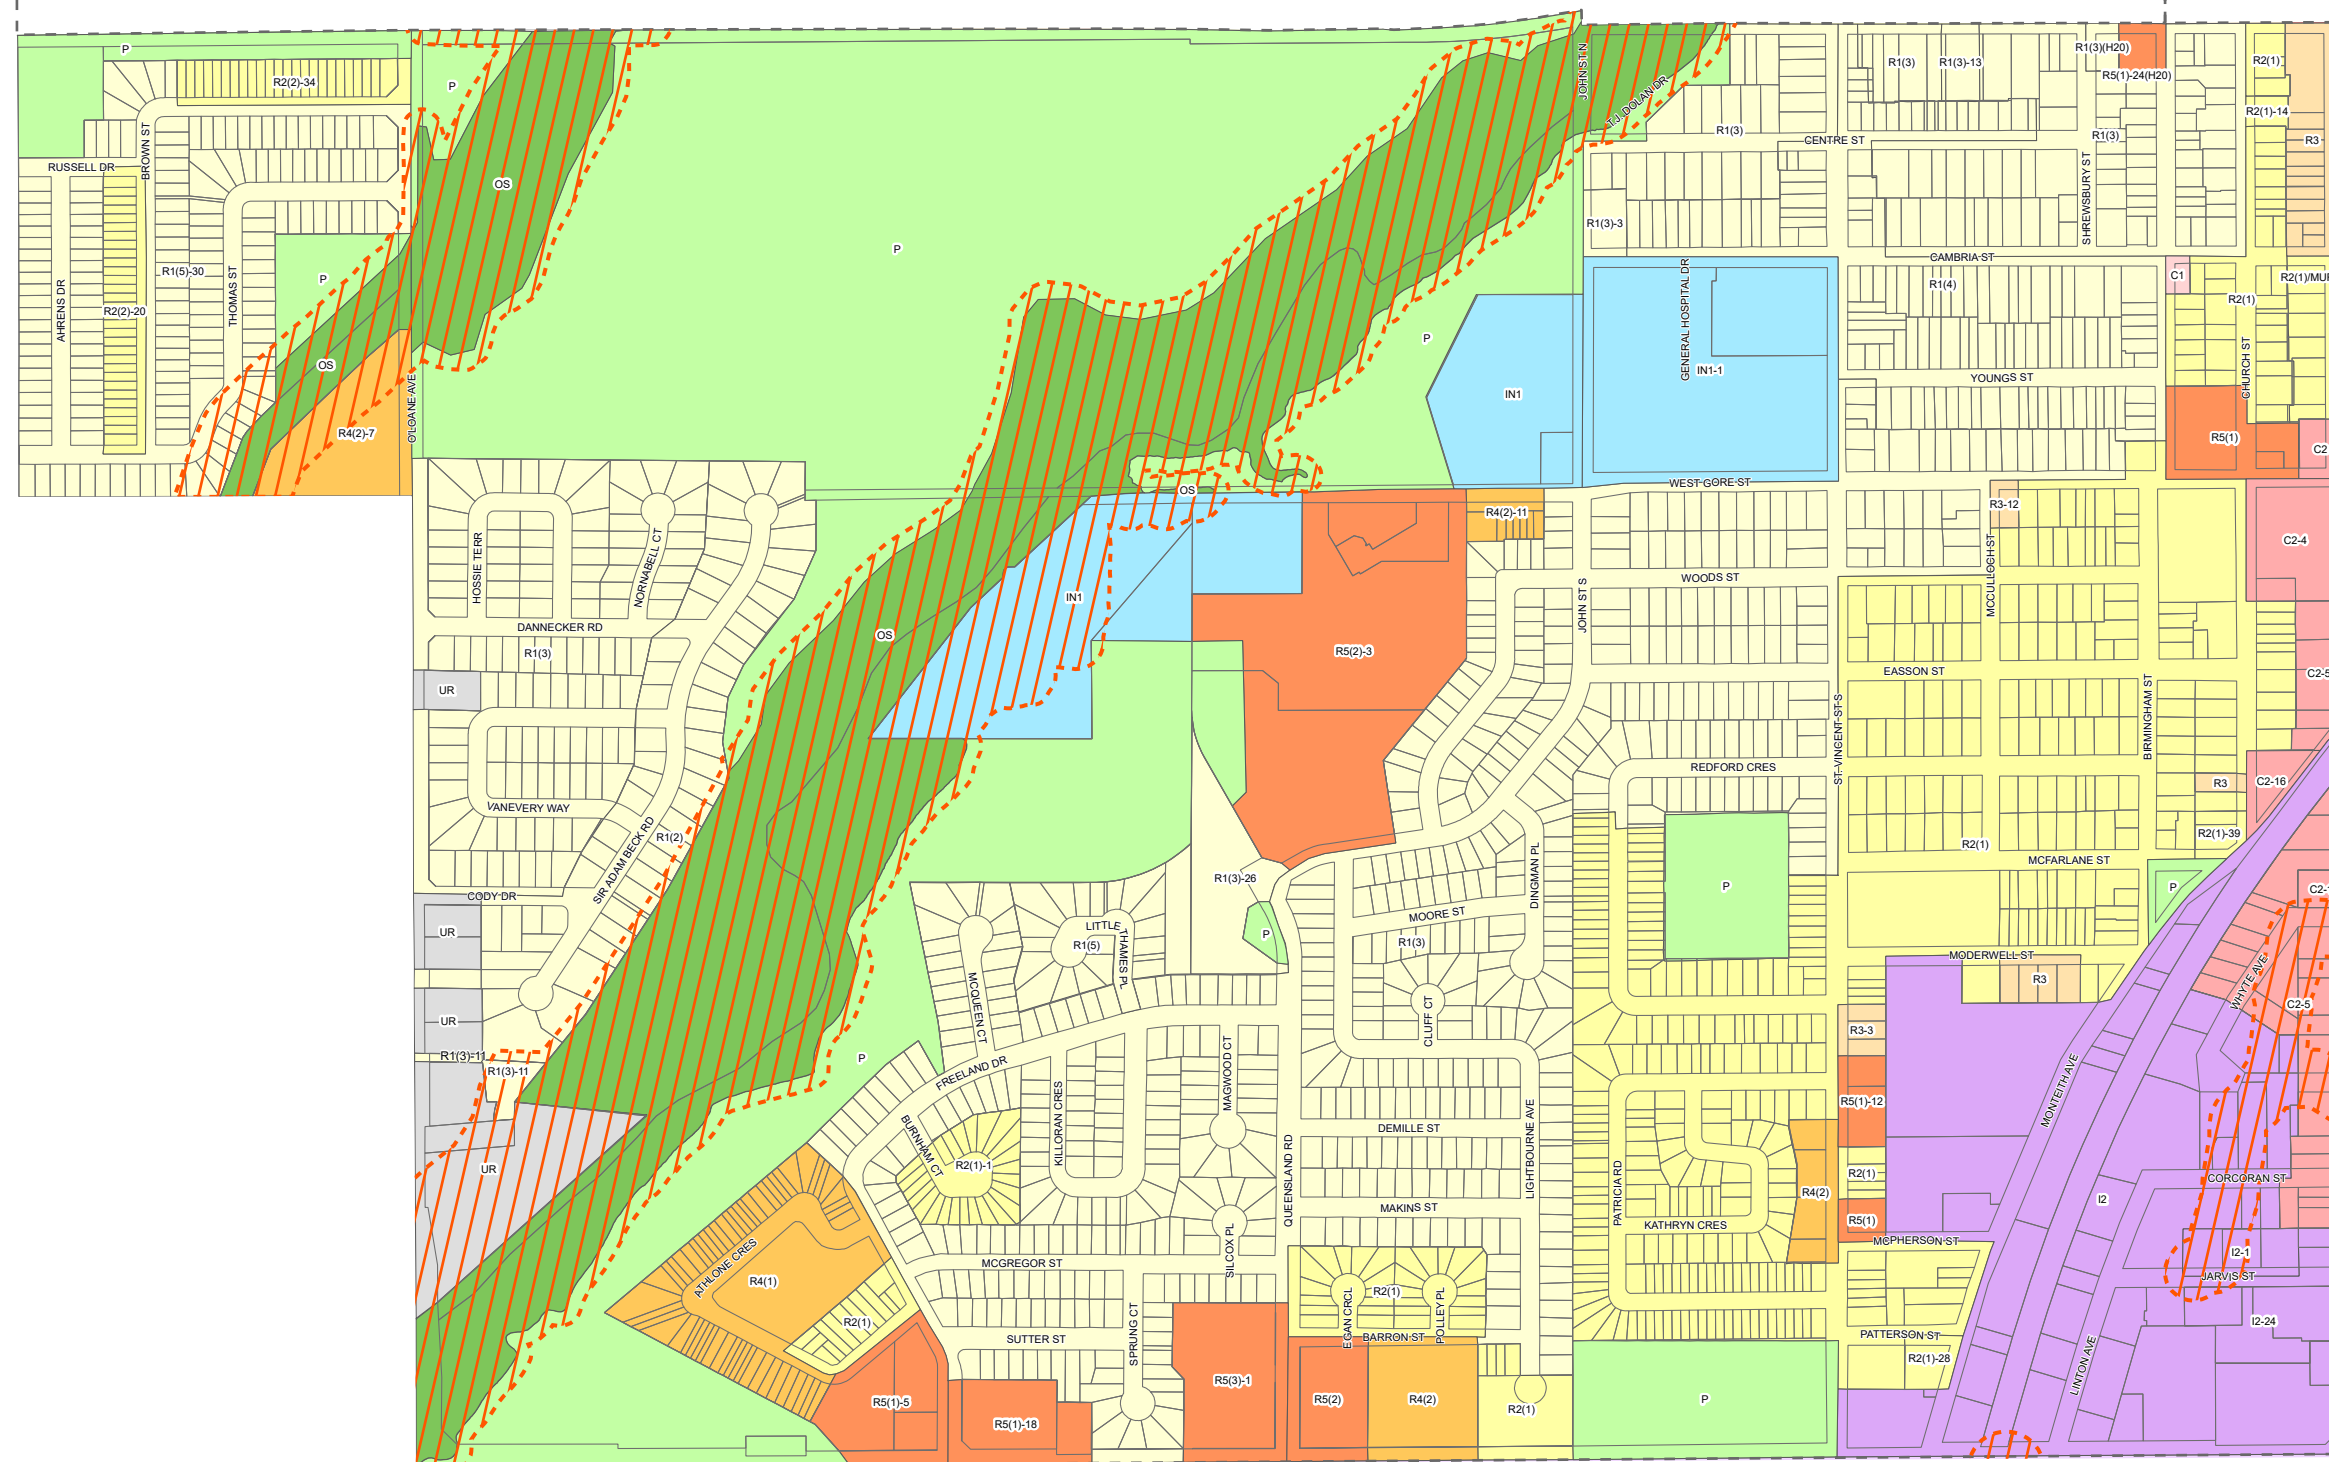 P
R2(2)-34
P
R1(3)
R1(3)-13
R1(3)(H20)
R5(1)-24(H20)
R2(1)
JOHN ST N
T.J. DOLAN DR
R2(1)-14
R1(3)
CENTRE ST
R1(3)
R3
BROWN ST
RUSSELL DR
OS
SHREWSBURY ST
R1(3)-3
P
CAMBRIA ST
R1(5)-30
P
THOMAS ST
AHRENS DR
R2(2)-20
GENERAL HOSPITAL DR
R1(4)
C1
R2(1)
P
OS
IN1-1
YOUNGS ST
CHURCH ST
IN1
O'LOANE AVE
R4(2)-7
R5(1)
C2
WEST GORE ST
OS
R4(2)-11
R3-12
C2-4
HOSSIE TERR
NORNABELL CT
WOODS ST
MCCULLOCH ST
IN1
JOHN ST S
DANNECKER RD
OS
R1(3)
R5(2)-3
EASSON ST
UR
ST VINCENT ST S
BIRMINGHAM ST
REDFORD CRES
R3
C2-16
VANEVERY WAY
R1(2)
SIR ADAM BECK RD
R2(1)
R2(1)-39
MCFARLANE ST
R1(3)-26
DINGMAN PL
P
P
CODY DR
MOORE ST
UR
LITTLE
THAMES PL
R1(5)
P
R1(3)
MODERWELL ST
R3
WHYTE AVE
C2-5
MCQUEEN CT
CLUFF CT
UR
R3-3
R1(3)-11
R1(3)-11
P
FREELAND DR
MAGWOOD CT
KILLORAN CRES
MONTEITH AVE
R5(1)-12
BURNHAM CT
DEMILLE ST
LIGHTBOURNE AVE
QUEENSLAND RD
UR
R2(1)-1
PATRICIA RD
R4(2)
R2(1)
CORCORAN ST
I2
MAKINS ST
KATHRYN CRES
R5(1)
MCPHERSON ST
SILCOX PL
I2-1
MCGREGOR ST
ATHLONE CRES
R4(1)
JARVIS ST
R2(1)
EGAN CRCL
POLLEY PL
R2(1)
I2-24
SUTTER ST
SPRUNG CT
BARRON ST
PATTERSON ST
R2(1)-28
LINTON AVE
R5(1)-5
R5(3)-1
R5(2)
R4(2)
R2(1)
P
R5(1)-18